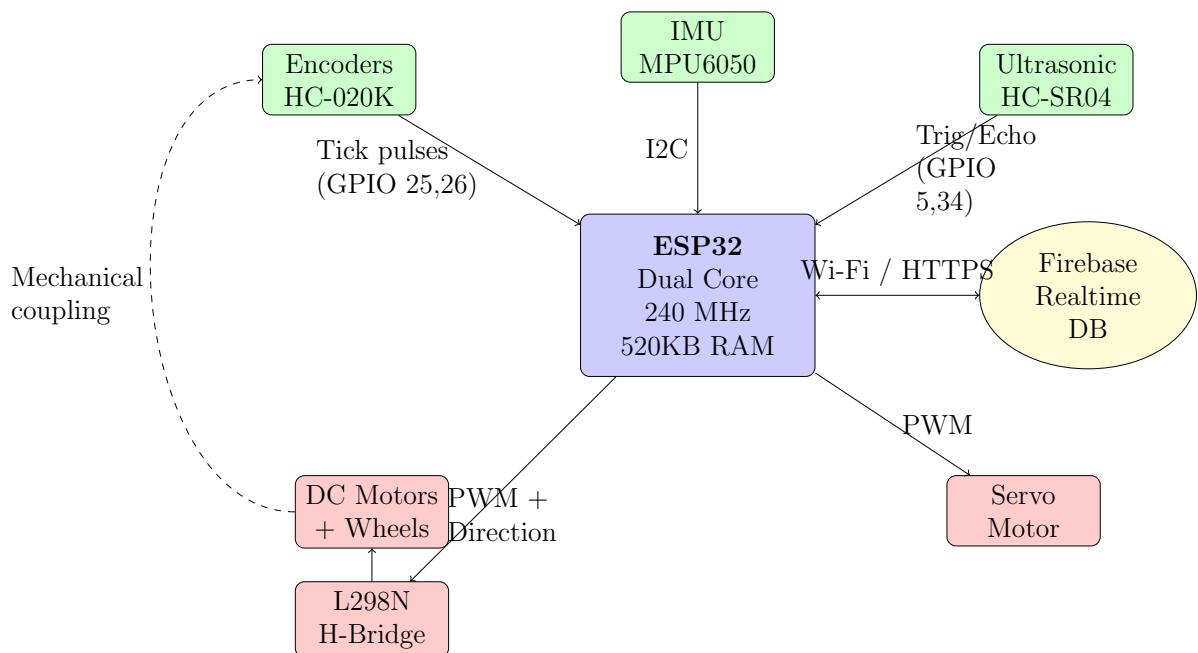 Encoders
HC-020K
IMU
MPU6050
Ultrasonic
HC-SR04
Tick pulses
(GPIO 25,26)
I2C
Trig/Echo
(GPIO
5,34)
Mechanical
coupling
ESP32
Dual Core
240 MHz
520KB RAM
Wi-Fi / HTTPS
Firebase
Realtime
DB
PWM
DC Motors
+ Wheels
PWM +
Direction
Servo
Motor
L298N
H-Bridge